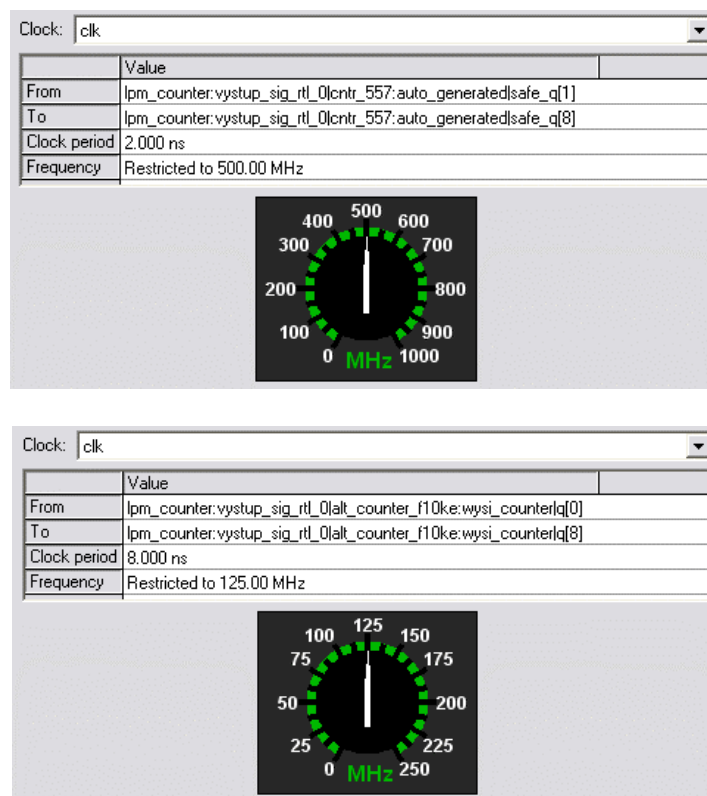 Clock: clk
Value
From lpm_counter:vystup_sig_rtl_0|cntr_557:auto_generated|safe_q[1]
To lpm_counter:vystup_sig_rtl_0|cntr_557:auto_generated|safe_q[8]
Clock period 2.000 ns
Frequency Restricted to 500.00 MHz
400 500 600
300 700
200 800
100 900
0 MHz 1000
Clock: clk
Value
From lpm_counter:vystup_sig_rtl_0|alt_counter_f10ke:wysi_counter|q[0]
To lpm_counter:vystup_sig_rtl_0|alt_counter_f10ke:wysi_counter|q[8]
Clock period 8.000 ns
Frequency Restricted to 125.00 MHz
100 125 150
75 175
50 200
25 225
0 MHz 250